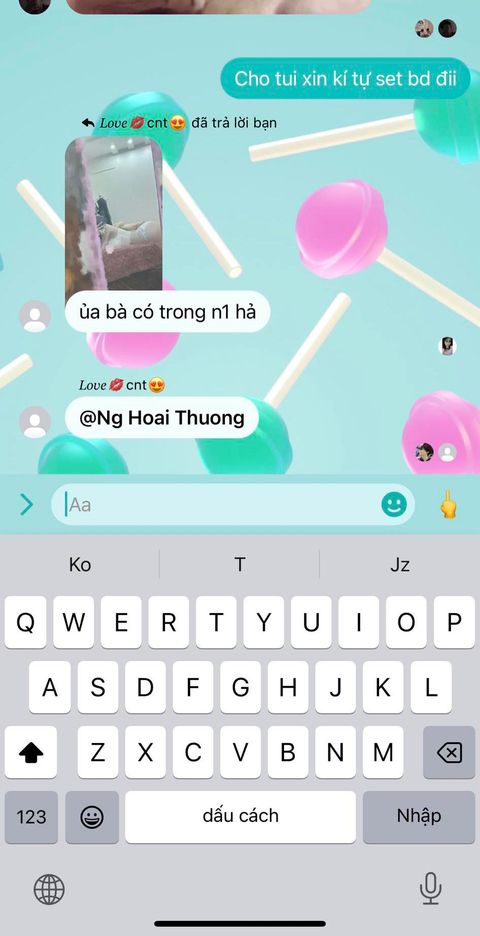 Cho tui xin kí tự set bd đii
Love💋cnt😍 đã trả lời bạn
ủa bà có trong n1 hả
Love💋cnt😍
@Ng Hoai Thuong
Aa
Ko T Jz
Q W E R T Y U I O P
A S D F G H J K L
Z X C V B N M
123 dấu cách Nhập